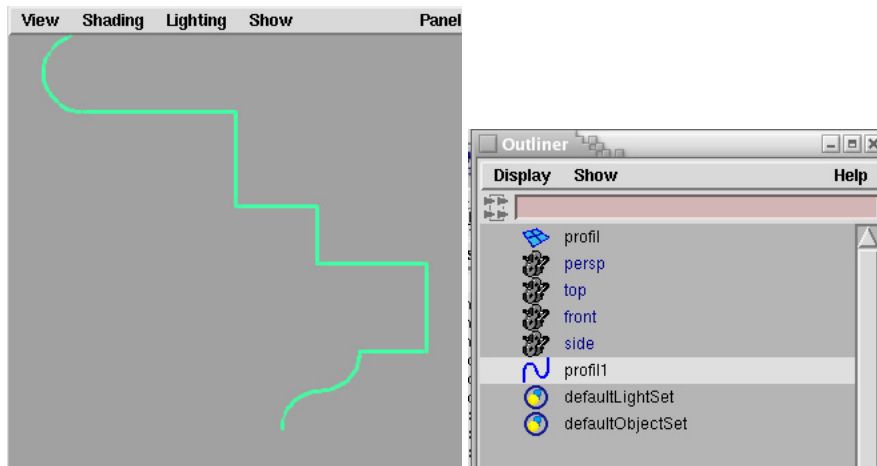 View Shading Lighting Show Panel
Outliner
Display Show Help
profil
persp
top
front
side
profil1
defaultLightSet
defaultObjectSet